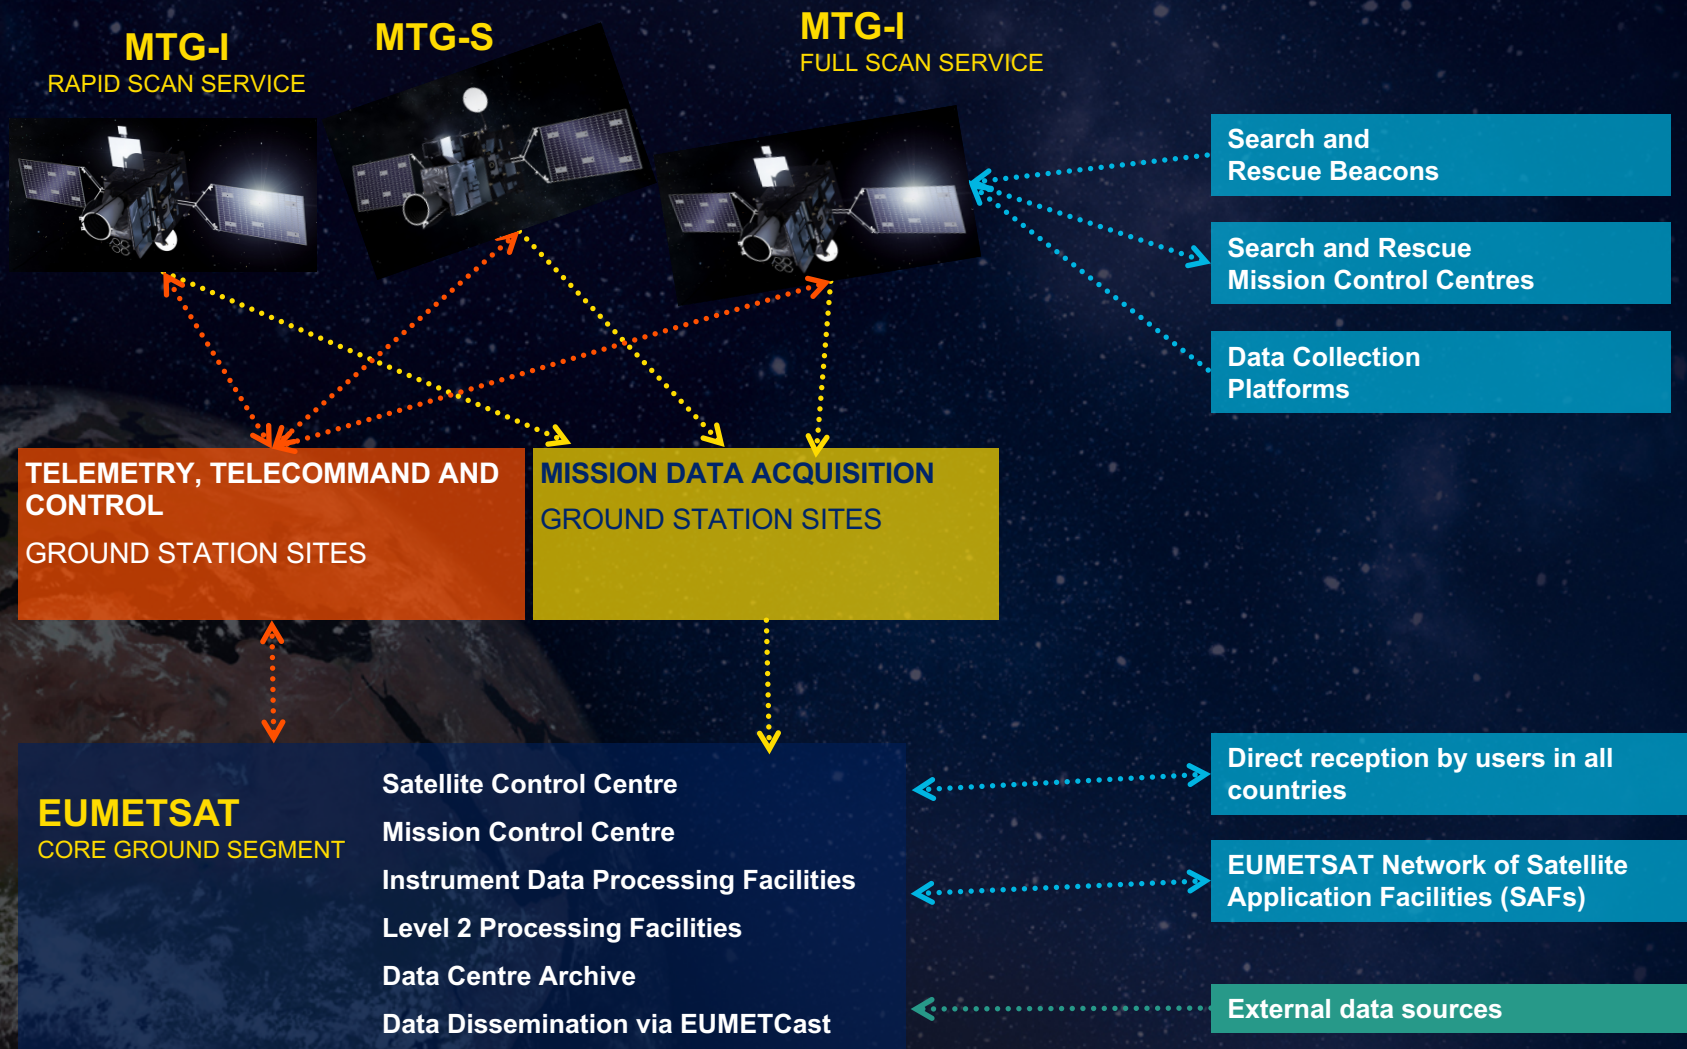 MTG-I
RAPID SCAN SERVICE
MTG-S
MTG-I
FULL SCAN SERVICE
Search and
Rescue Beacons
Search and Rescue
Mission Control Centres
Data Collection
Platforms
TELEMETRY, TELECOMMAND AND
CONTROL
GROUND STATION SITES
MISSION DATA ACQUISITION
GROUND STATION SITES
EUMETSAT
CORE GROUND SEGMENT
Satellite Control Centre
Mission Control Centre
Instrument Data Processing Facilities
Level 2 Processing Facilities
Data Centre Archive
Data Dissemination via EUMETCast
Direct reception by users in all
countries
EUMETSAT Network of Satellite
Application Facilities (SAFs)
External data sources